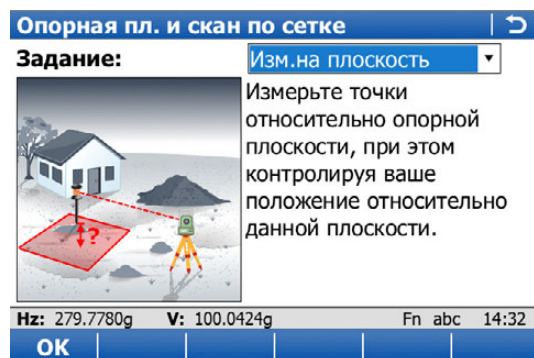 Опорная пл. и скан по сетке
Задание:
Изм.на плоскость
Измерьте точки
относительно опорной
плоскости, при этом
контролируя ваше
положение относительно
данной плоскости.
?
Hz: 279.7780g V: 100.0424g Fn abc 14:32
OK